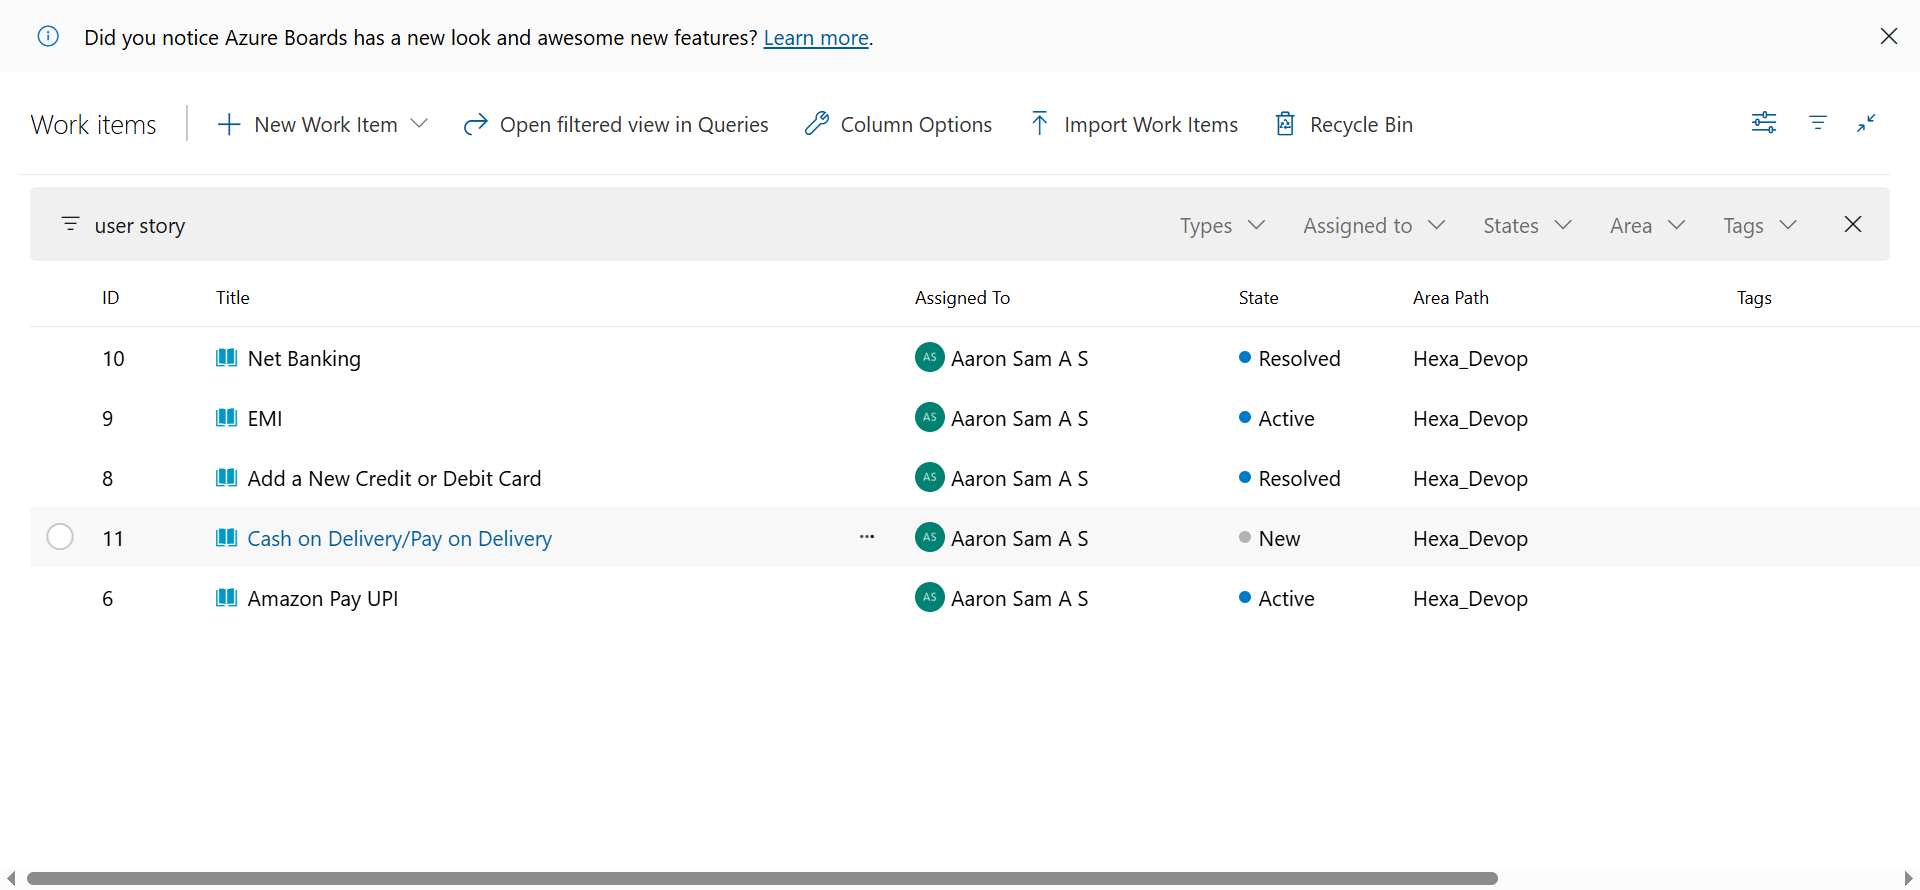 Did you notice Azure Boards has a new look and awesome new features? Learn more.
Work items New Work Item Open filtered view in Queries Column Options Import Work Items Recycle Bin
user story Types Assigned to States Area Tags
ID Title Assigned To State Area Path Tags
10 Net Banking AS Aaron Sam A S Resolved Hexa_Devop
9 EMI AS Aaron Sam A S Active Hexa_Devop
8 Add a New Credit or Debit Card AS Aaron Sam A S Resolved Hexa_Devop
11 Cash on Delivery/Pay on Delivery ... AS Aaron Sam A S New Hexa_Devop
6 Amazon Pay UPI AS Aaron Sam A S Active Hexa_Devop